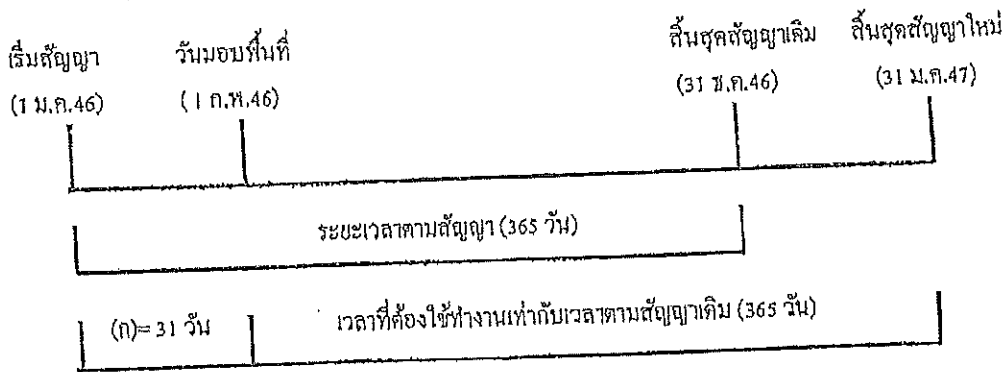 เริ่มสัญญา วันมอบพื้นที่ สิ้นสุดสัญญาเดิม สิ้นสุดสัญญาใหม่
(1 ม.ค.46) (1 ก.พ.46) (31 ธ.ค.46) (31 ม.ค.47)
ระยะเวลาตามสัญญา (365 วัน)
(ก)= 31 วัน เวลาที่ต้องใช้ทำงานเท่ากับเวลาตามสัญญาเดิม (365 วัน)